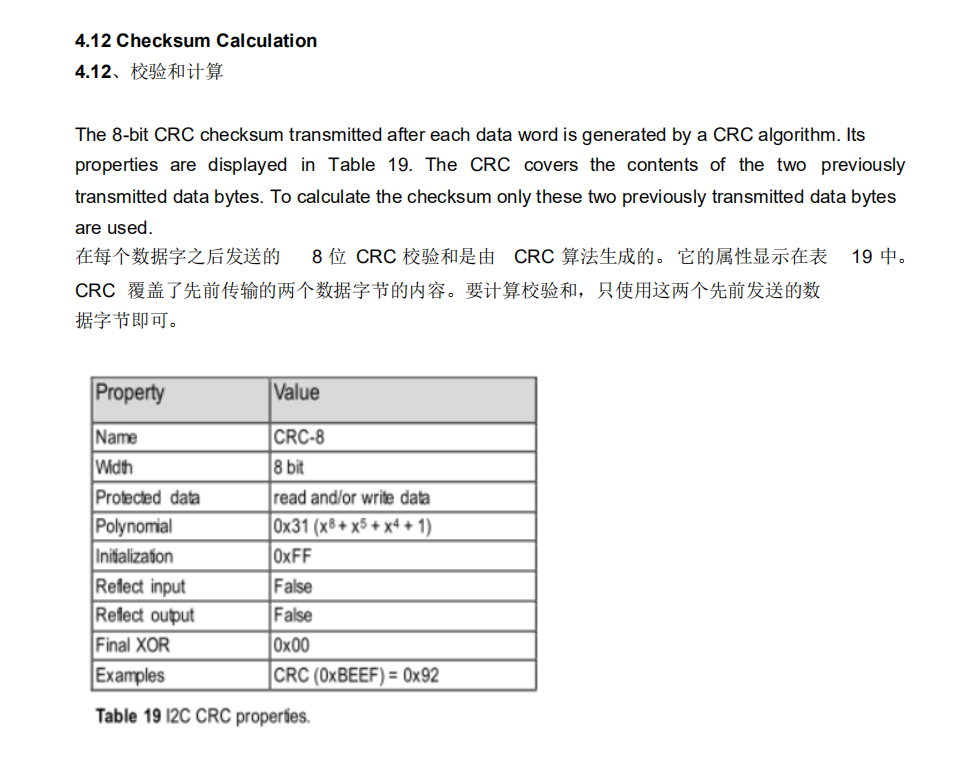 4.12 Checksum Calculation
4.12、校验和计算
The 8-bit CRC checksum transmitted after each data word is generated by a CRC algorithm. Its
properties are displayed in Table 19. The CRC covers the contents of the two previously
transmitted data bytes. To calculate the checksum only these two previously transmitted data bytes
are used.
在每个数据字之后发送的 8 位 CRC 校验和是由 CRC 算法生成的。它的属性显示在表 19 中。
CRC 覆盖了先前传输的两个数据字节的内容。要计算校验和，只使用这两个先前发送的数
据字节即可。
Property Value
Name CRC-8
Width 8 bit
Protected data read and/or write data
Polynomial 0x31 (x⁸ + x⁵ + x⁴ + 1)
Initialization 0xFF
Reflect input False
Reflect output False
Final XOR 0x00
Examples CRC (0xBEEF) = 0x92
Table 19 I2C CRC properties.